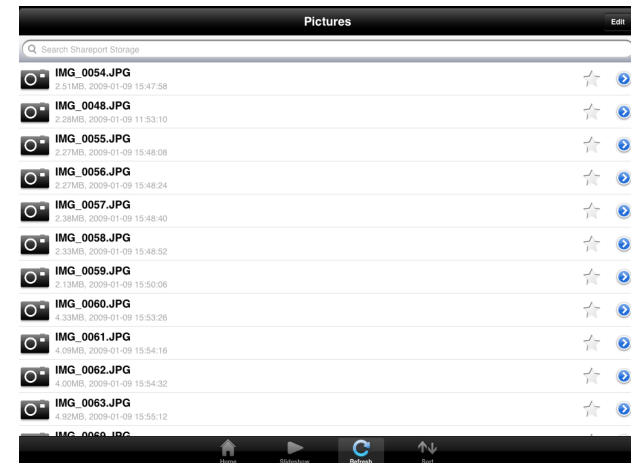 Pictures
Edit
Search Shareport Storage
IMG_0054.JPG
2.51MB, 2009-01-09 15:47:58
IMG_0048.JPG
2.28MB, 2009-01-09 11:53:10
IMG_0055.JPG
2.27MB, 2009-01-09 15:48:08
IMG_0056.JPG
2.27MB, 2009-01-09 15:48:24
IMG_0057.JPG
2.38MB, 2009-01-09 15:48:40
IMG_0058.JPG
2.33MB, 2009-01-09 15:48:52
IMG_0059.JPG
2.13MB, 2009-01-09 15:50:06
IMG_0060.JPG
4.33MB, 2009-01-09 15:53:26
IMG_0061.JPG
4.09MB, 2009-01-09 15:54:16
IMG_0062.JPG
4.00MB, 2009-01-09 15:54:32
IMG_0063.JPG
4.92MB, 2009-01-09 15:55:12
IMG_0069.JPG
Home Slideshow Refresh Sort